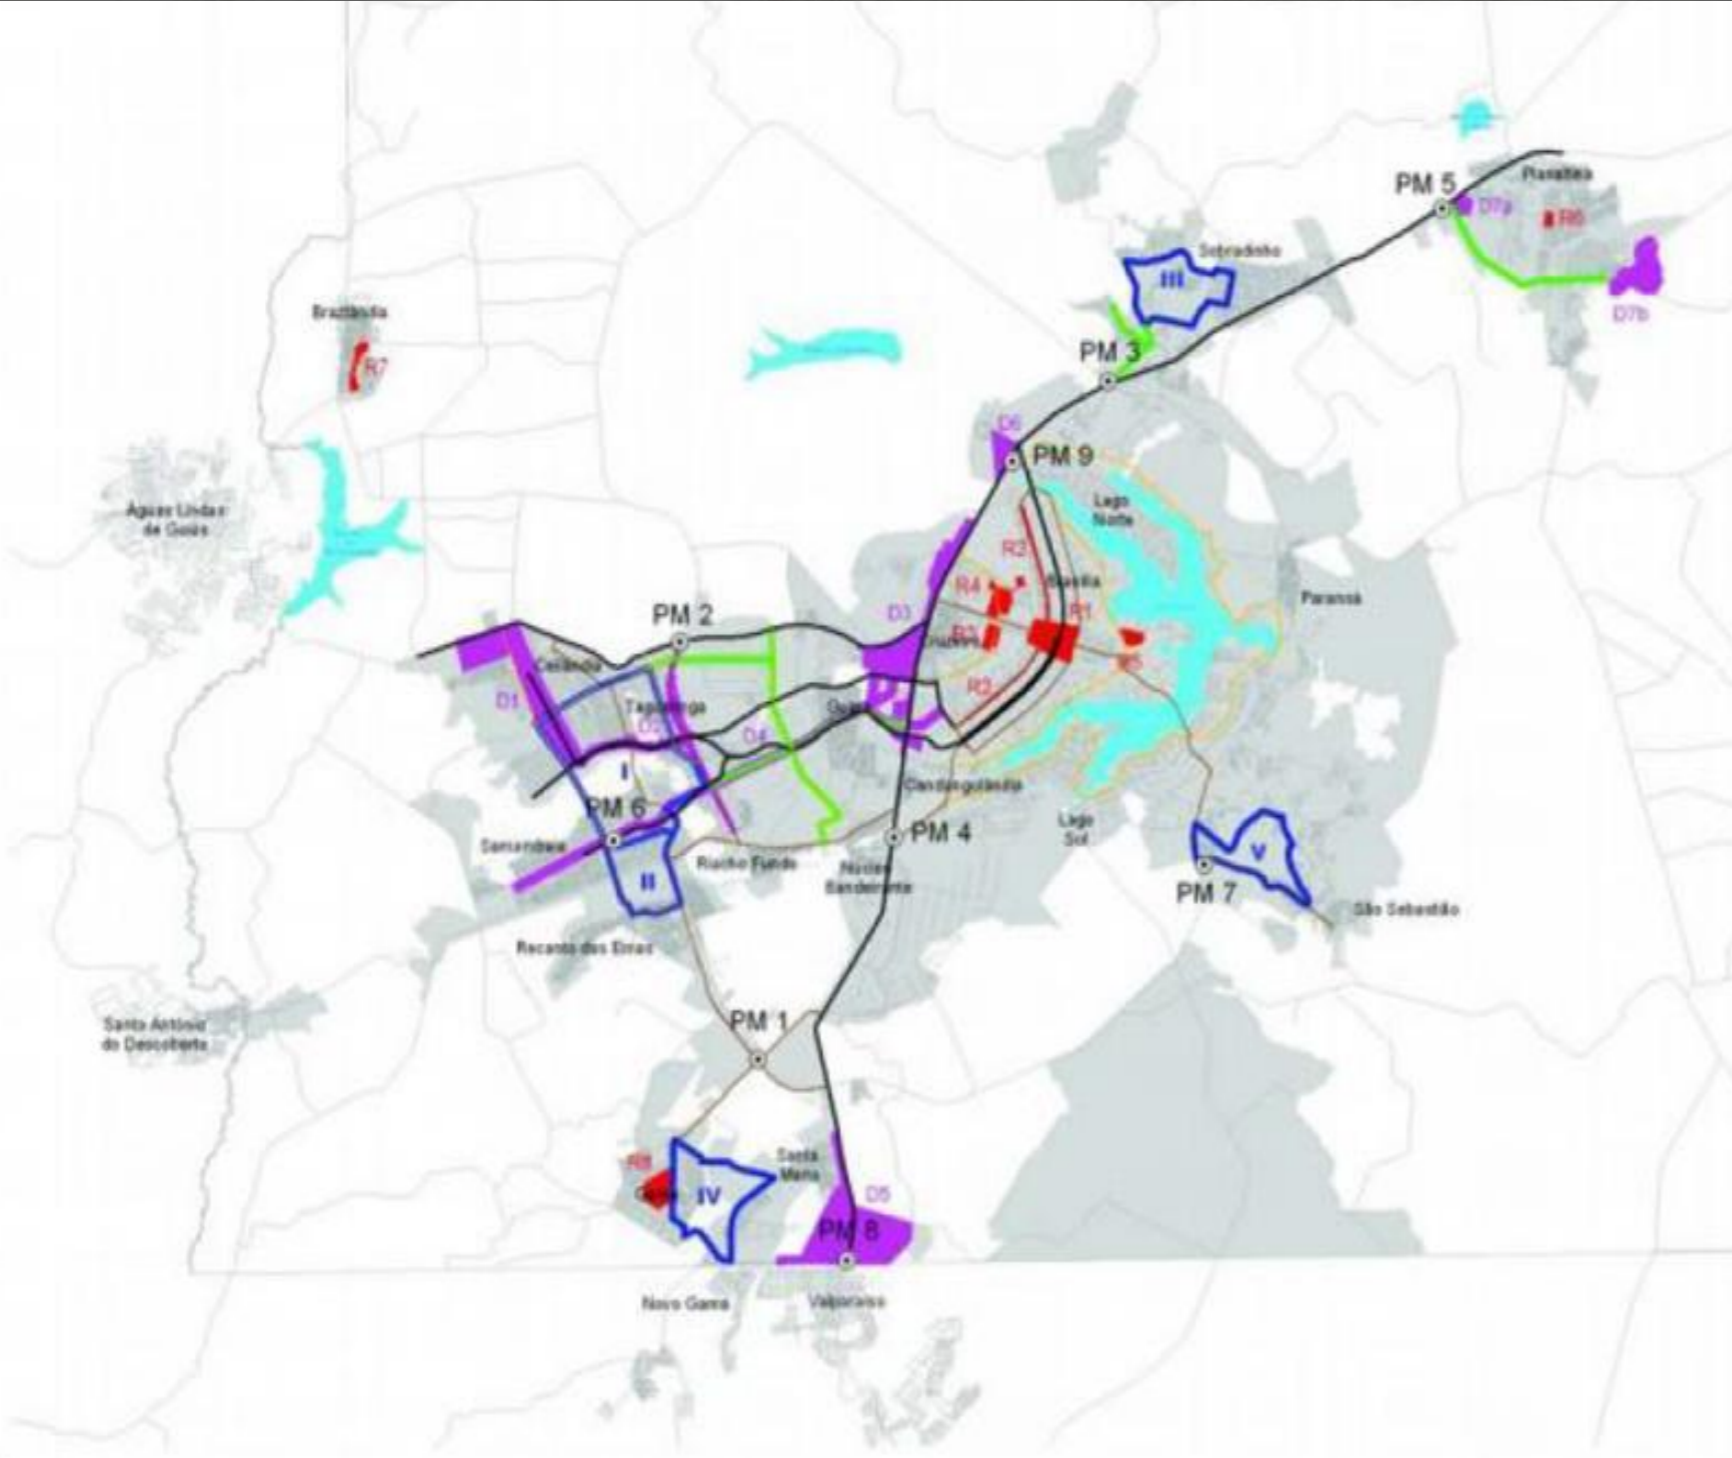 PM 5
Planaltina
D7a
R6
Sobradinho
III
D7b
Brazlândia
PM 3
R7
D6
PM 9
Águas Lindas
de Goiás
Lago
Norte
R2
R4
Brasília
Paranoá
PM 2
D3
R1
R3
Cruzeiro
R5
Ceilândia
D1
Taguatinga
Guará
R2
D2
D4
I
Candangolândia
PM 6
Lago
Sol
PM 4
Samambaia
Riacho Fundo
Núcleo
Bandeirante
V
II
PM 7
São Sebastião
Recanto das Emas
PM 1
Santo Antônio
do Descoberto
Santa
Maria
R8
Gama
IV
D5
PM 8
Novo Gama
Valparaiso